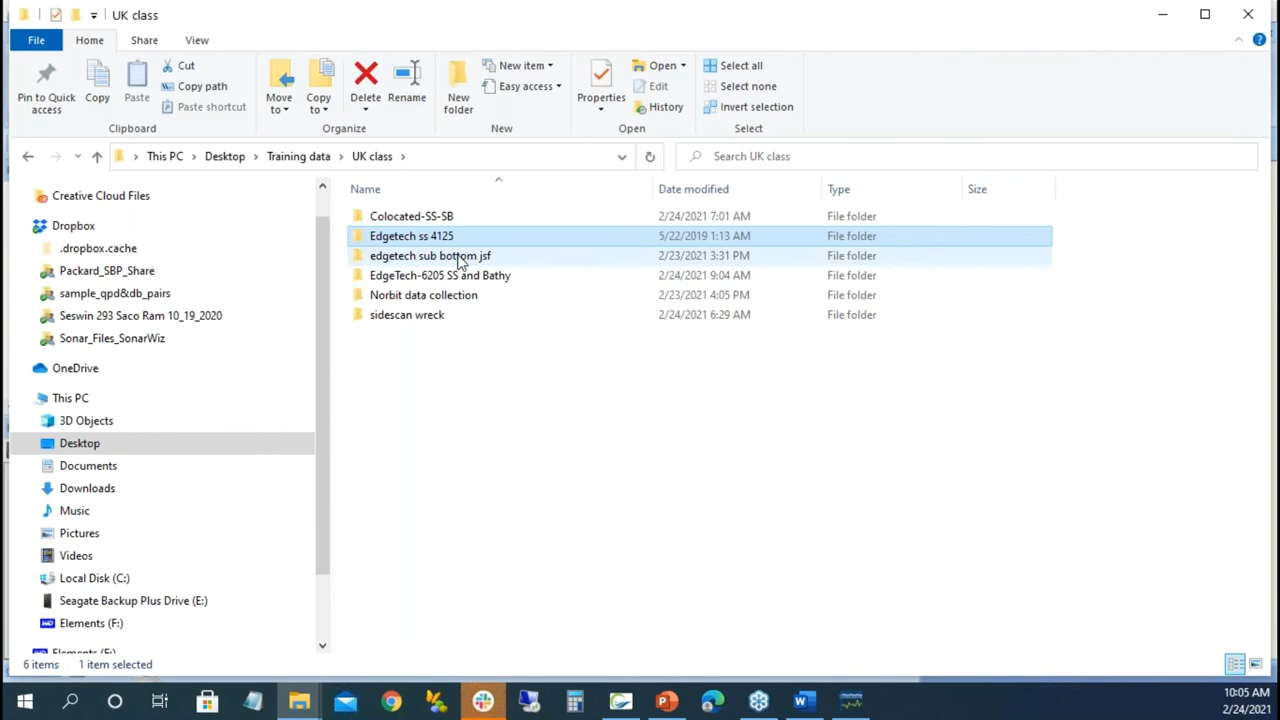 UK class
File Home Share View
Pin to Quick access
Copy
Paste
Cut
Copy path
Paste shortcut
Clipboard
Move to
Copy to
Delete
Rename
Organize
New folder
New item
Easy access
New
Properties
Open
Edit
History
Open
Select all
Select none
Invert selection
Select
This PC > Desktop > Training data > UK class >
Search UK class
Name Date modified Type Size
Colocated-SS-SB 2/24/2021 7:01 AM File folder
Edgetech ss 4125 5/22/2019 1:13 AM File folder
edgetech sub bottom jsf 2/23/2021 3:31 PM File folder
EdgeTech-6205 SS and Bathy 2/24/2021 9:04 AM File folder
Norbit data collection 2/23/2021 4:05 PM File folder
sidescan wreck 2/24/2021 6:29 AM File folder
Creative Cloud Files
Dropbox
.dropbox.cache
Packard_SBP_Share
sample_qpd&db_pairs
Seswin 293 Saco Ram 10_19_2020
Sonar_Files_SonarWiz
OneDrive
This PC
3D Objects
Desktop
Documents
Downloads
Music
Pictures
Videos
Local Disk (C:)
Seagate Backup Plus Drive (E:)
Elements (F:)
6 items 1 item selected
10:05 AM
2/24/2021